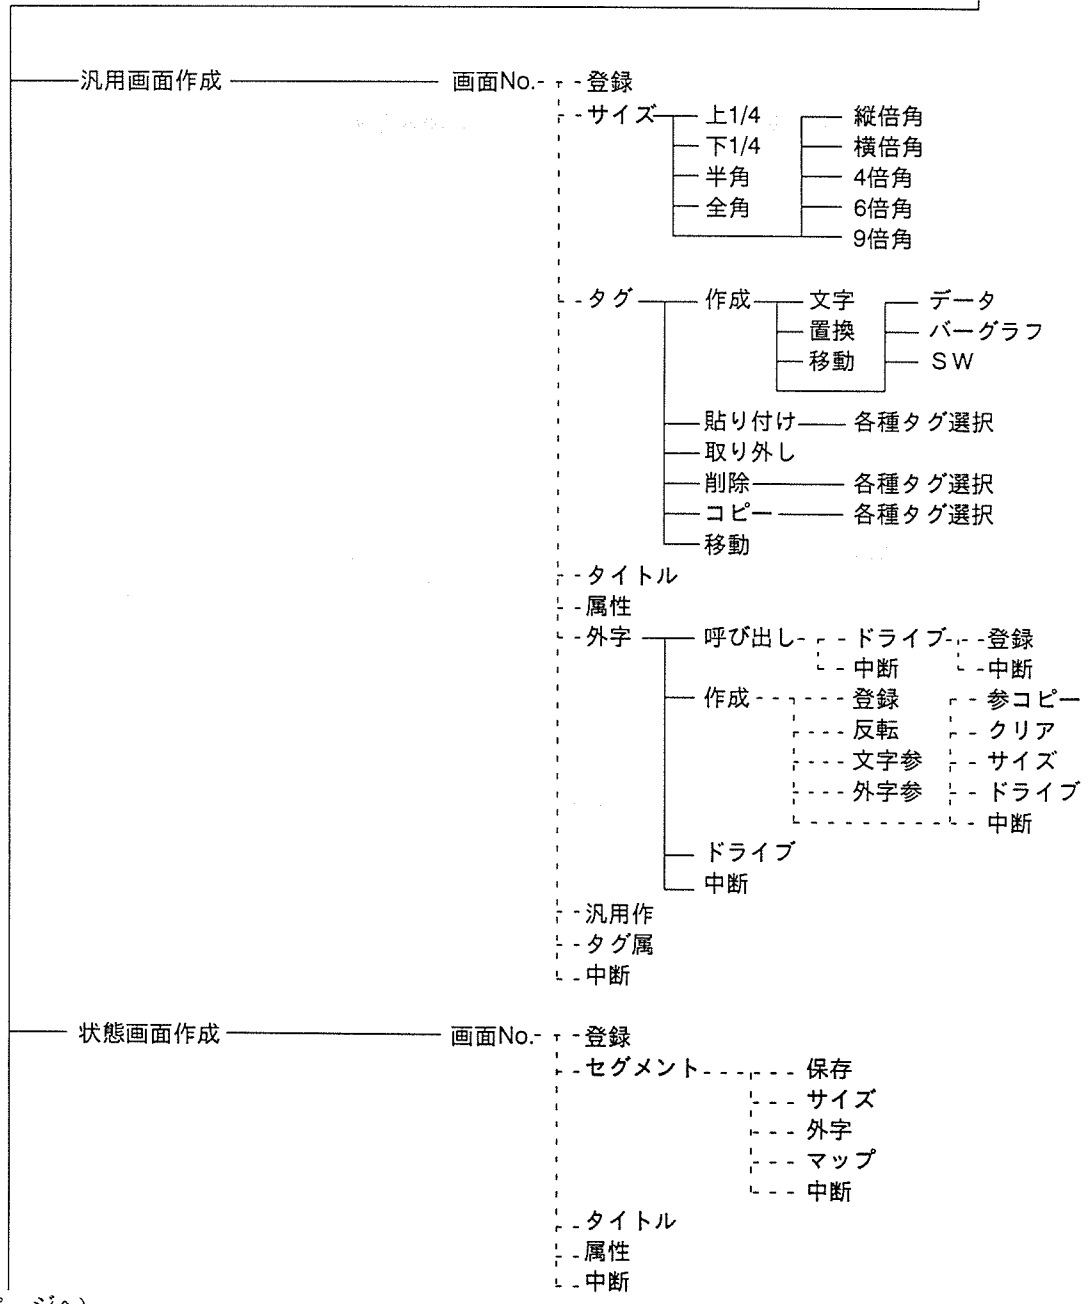 汎用画面作成 画面No. 登録
サイズ 上1/4 縦倍角
下1/4 横倍角
半角 4倍角
全角 6倍角
9倍角
タグ 作成 文字 データ
置換 バーグラフ
移動 SW
貼り付け 各種タグ選択
取り外し
削除 各種タグ選択
コピー 各種タグ選択
移動
タイトル
属性
外字 呼び出し ドライブ 登録
中断 中断
作成 登録 参コピー
反転 クリア
文字参 サイズ
外字参 ドライブ
中断
ドライブ
中断
汎用作
タグ属
中断
状態画面作成 画面No. 登録
セグメント 保存
サイズ
外字
マップ
中断
タイトル
属性
中断